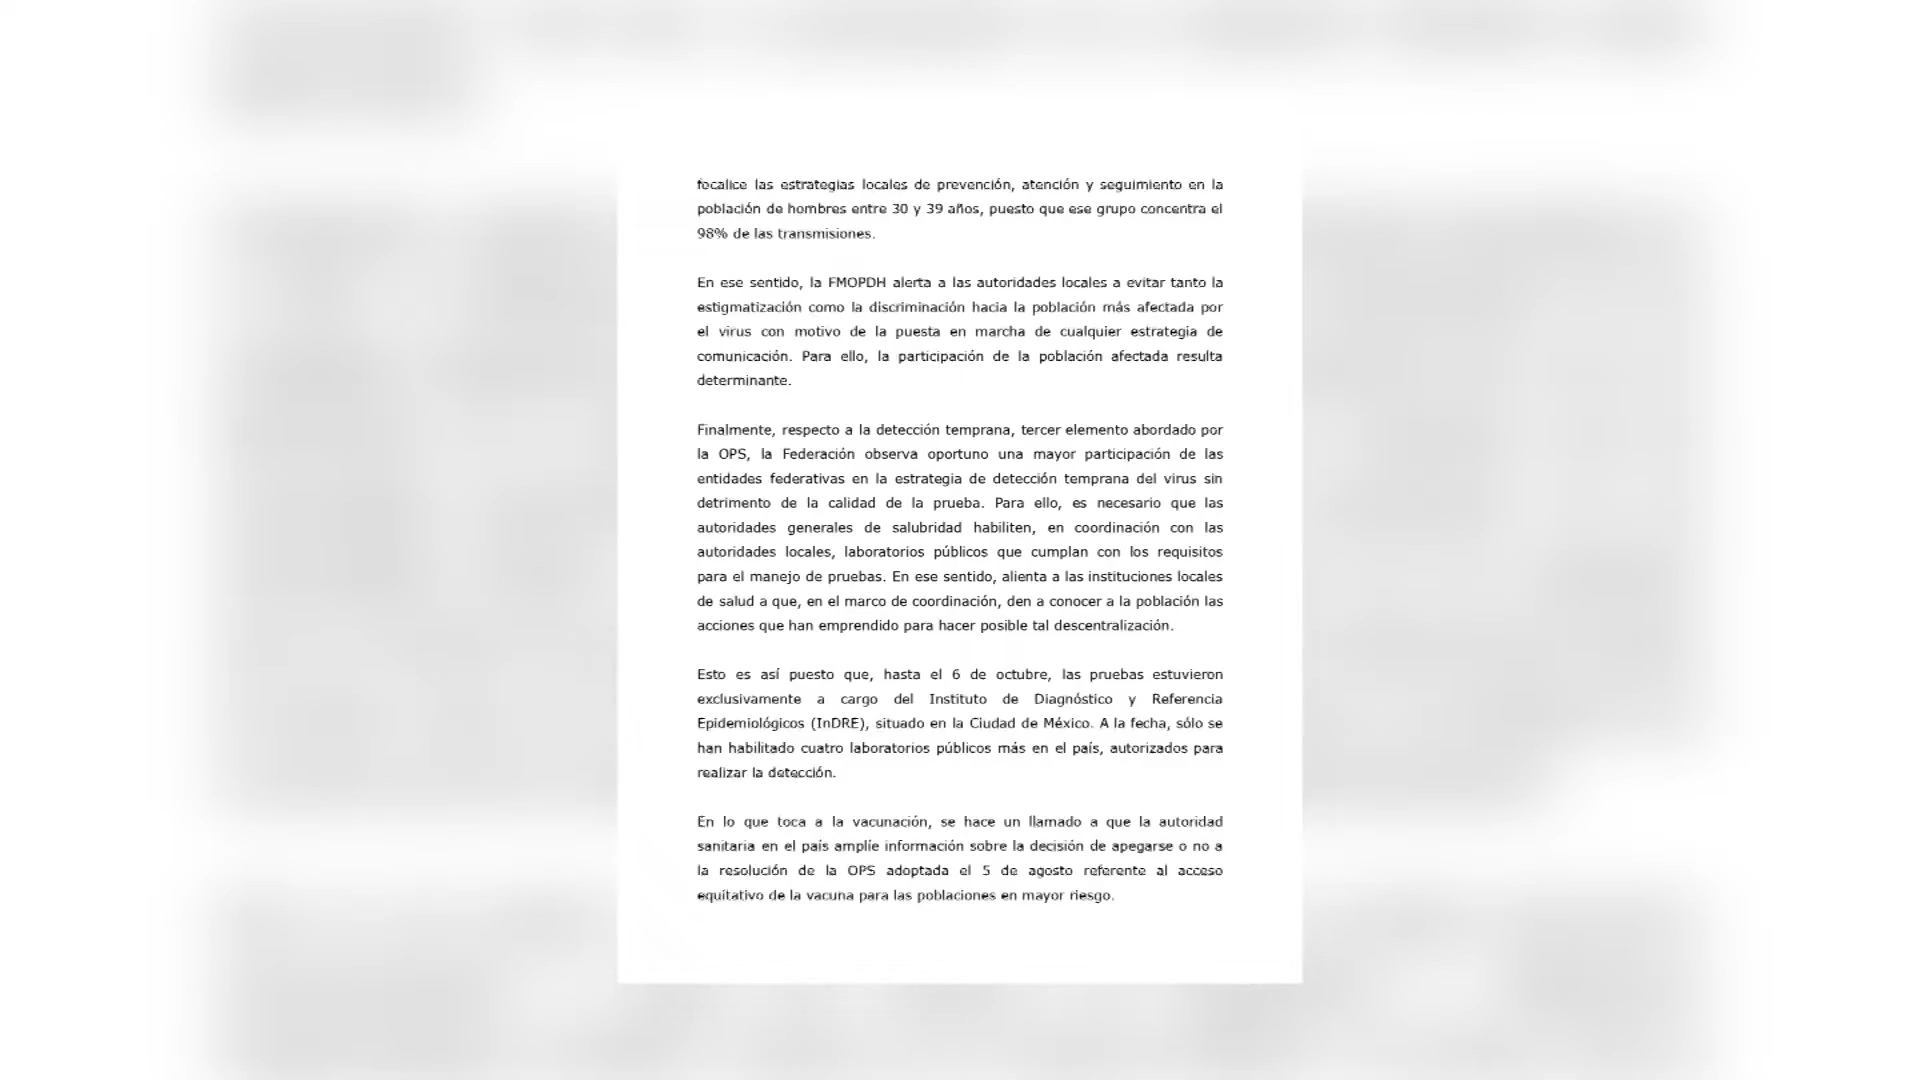 focalice las estrategias locales de prevención, atención y seguimiento en la
población de hombres entre 30 y 39 años, puesto que ese grupo concentra el
98% de las transmisiones.
En ese sentido, la FMOPDH alerta a las autoridades locales a evitar tanto la
estigmatización como la discriminación hacia la población más afectada por
el virus con motivo de la puesta en marcha de cualquier estrategia de
comunicación. Para ello, la participación de la población afectada resulta
determinante.
Finalmente, respecto a la detección temprana, tercer elemento abordado por
la OPS, la Federación observa oportuno una mayor participación de las
entidades federativas en la estrategia de detección temprana del virus sin
detrimento de la calidad de la prueba. Para ello, es necesario que las
autoridades generales de salubridad habiliten, en coordinación con las
autoridades locales, laboratorios públicos que cumplan con los requisitos
para el manejo de pruebas. En ese sentido, alienta a las instituciones locales
de salud a que, en el marco de coordinación, den a conocer a la población las
acciones que han emprendido para hacer posible tal descentralización.
Esto es así puesto que, hasta el 6 de octubre, las pruebas estuvieron
exclusivamente a cargo del Instituto de Diagnóstico y Referencia
Epidemiológicos (InDRE), situado en la Ciudad de México. A la fecha, sólo se
han habilitado cuatro laboratorios públicos más en el país, autorizados para
realizar la detección.
En lo que toca a la vacunación, se hace un llamado a que la autoridad
sanitaria en el país amplíe información sobre la decisión de apegarse o no a
la resolución de la OPS adoptada el 5 de agosto referente al acceso
equitativo de la vacuna para las poblaciones en mayor riesgo.